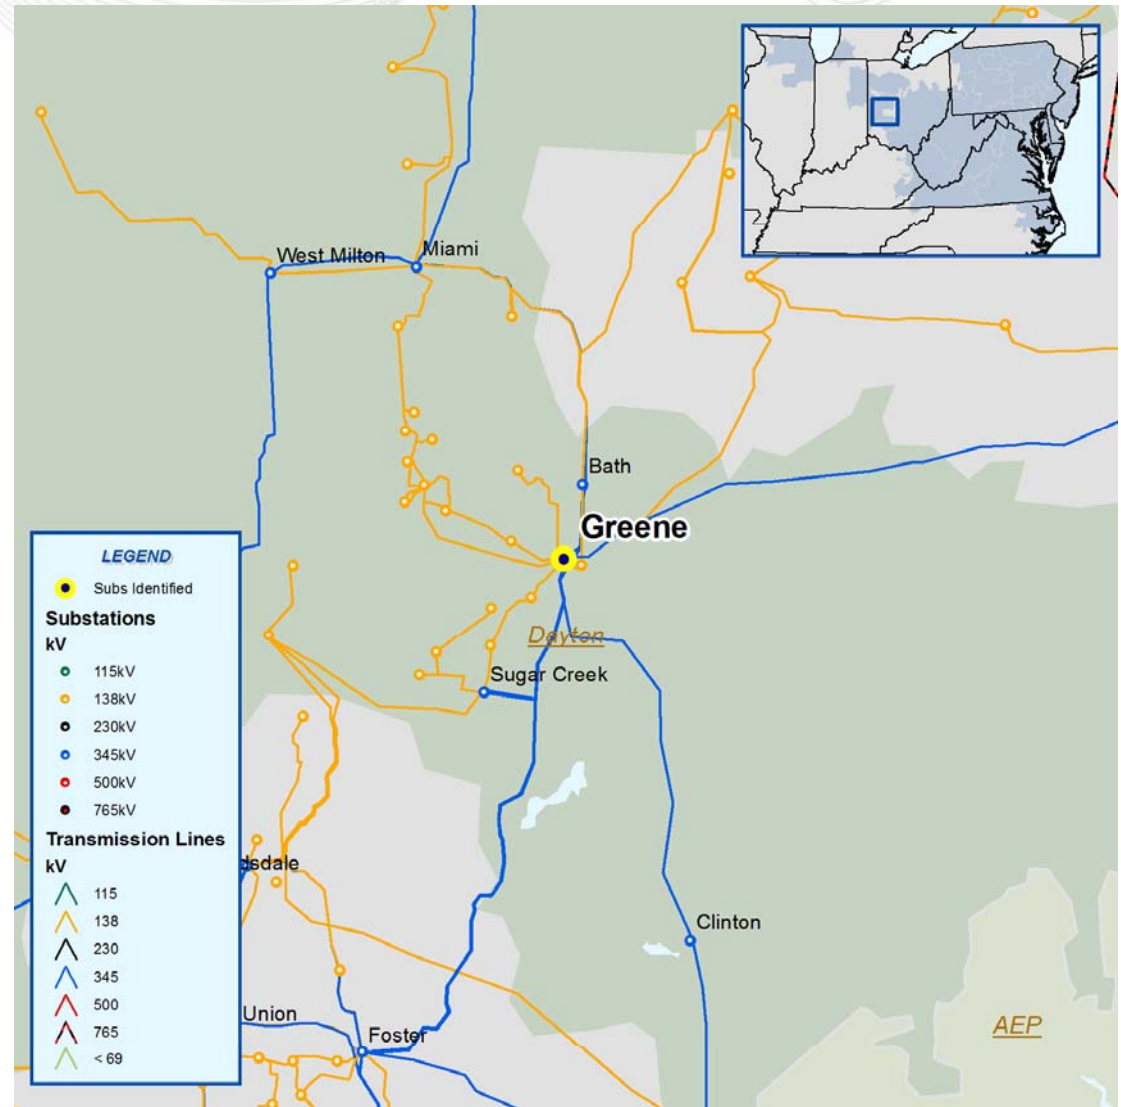 West Milton
Miami
Bath
Greene
Dayton
Sugar Creek
LEGEND
Subs Identified
Substations
kV
115kV
138kV
230kV
345kV
500kV
765kV
Transmission Lines
kV
115
138
230
345
500
765
< 69
dsdale
Clinton
Union
Foster
AEP